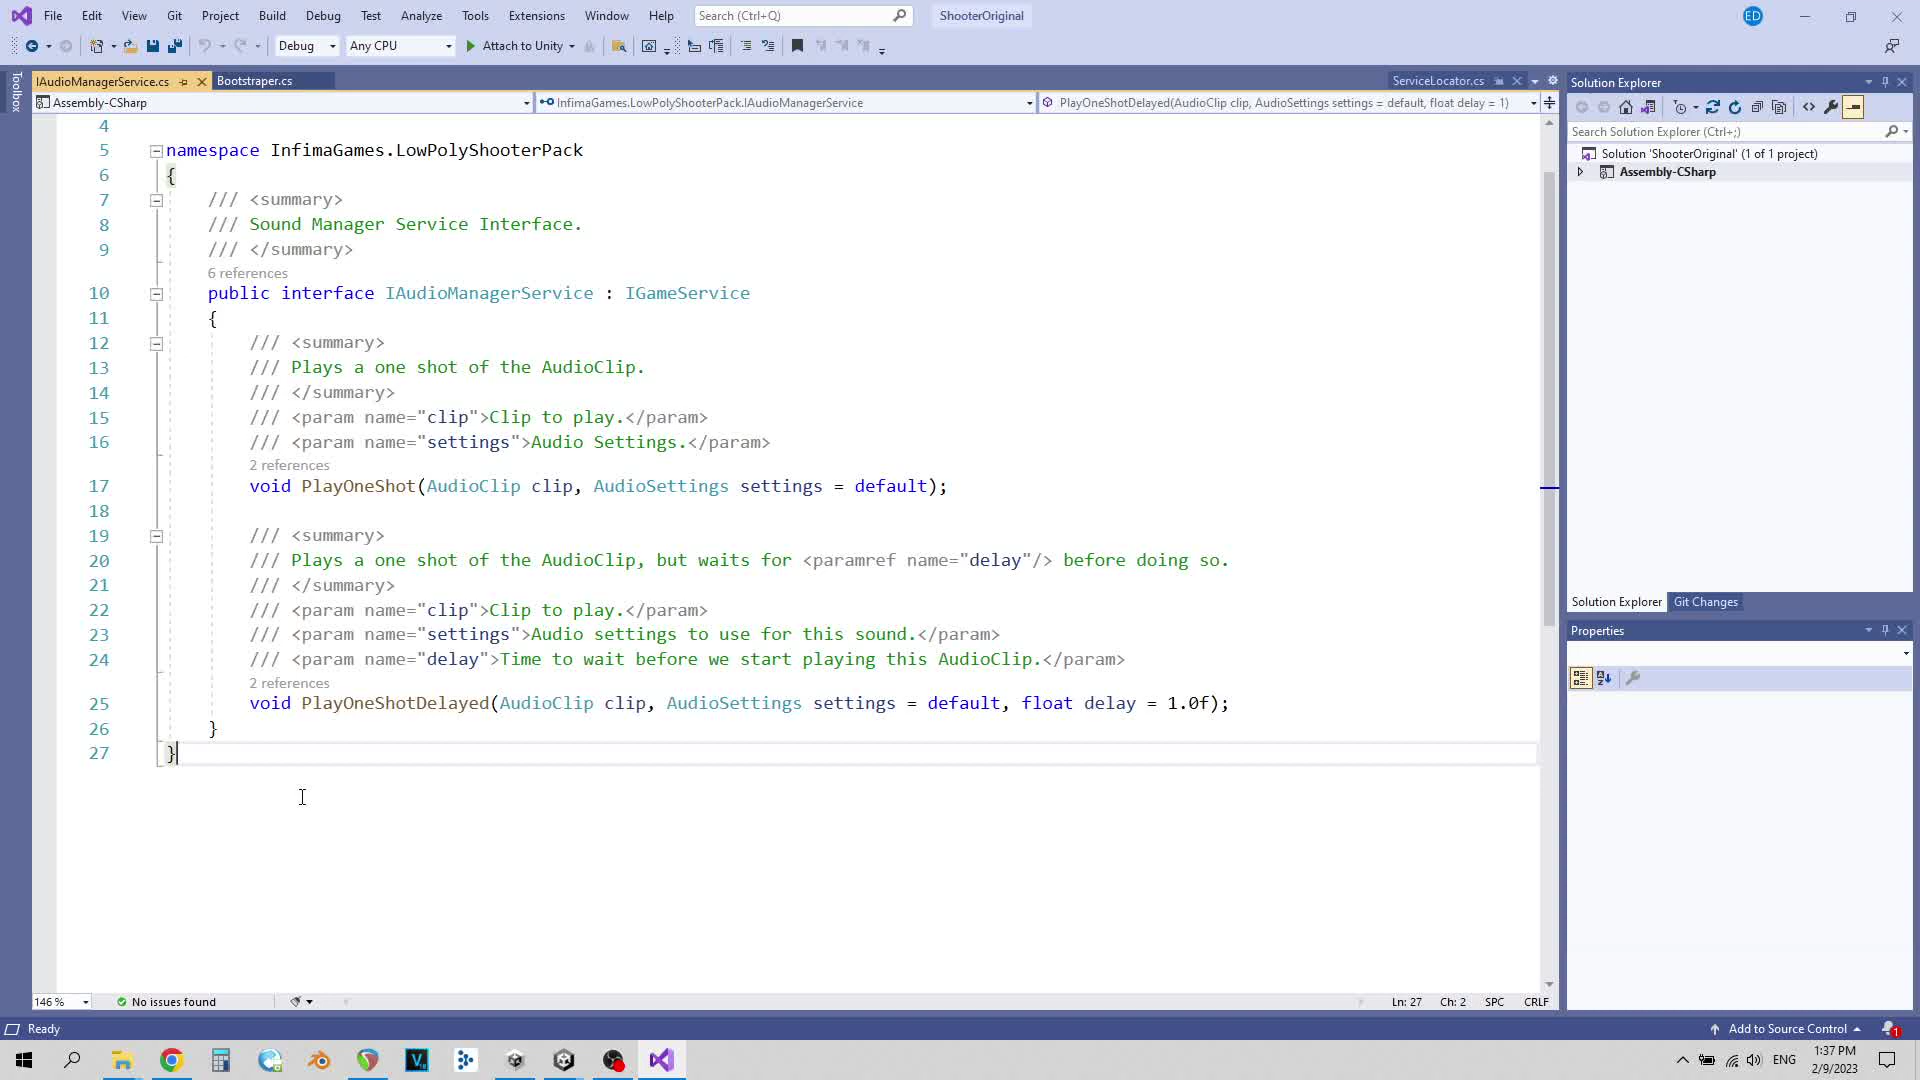 File Edit View Git Project Build Debug Test Analyze Tools Extensions Window Help Search (Ctrl+Q) ShooterOriginal ED
Debug Any CPU Attach to Unity
Toolbox
IAudioManagerService.cs Bootstraper.cs ServiceLocator.cs
Assembly-CSharp InfimaGames.LowPolyShooterPack.IAudioManagerService PlayOneShotDelayed(AudioClip clip, AudioSettings settings = default, float delay = 1)
4
5 namespace InfimaGames.LowPolyShooterPack
6 {
7 /// <summary>
8 /// Sound Manager Service Interface.
9 /// </summary>
6 references
10 public interface IAudioManagerService : IGameService
11 {
12 /// <summary>
13 /// Plays a one shot of the AudioClip.
14 /// </summary>
15 /// <param name="clip">Clip to play.</param>
16 /// <param name="settings">Audio Settings.</param>
2 references
17 void PlayOneShot(AudioClip clip, AudioSettings settings = default);
18
19 /// <summary>
20 /// Plays a one shot of the AudioClip, but waits for <paramref name="delay"/> before doing so.
21 /// </summary>
22 /// <param name="clip">Clip to play.</param>
23 /// <param name="settings">Audio settings to use for this sound.</param>
24 /// <param name="delay">Time to wait before we start playing this AudioClip.</param>
2 references
25 void PlayOneShotDelayed(AudioClip clip, AudioSettings settings = default, float delay = 1.0f);
26 }
27 }
146 % No issues found Ln: 27 Ch: 2 SPC CRLF
Solution Explorer
Search Solution Explorer (Ctrl+;)
Solution 'ShooterOriginal' (1 of 1 project)
Assembly-CSharp
Solution Explorer Git Changes
Properties
Ready Add to Source Control 1
ENG 1:37 PM
2/9/2023